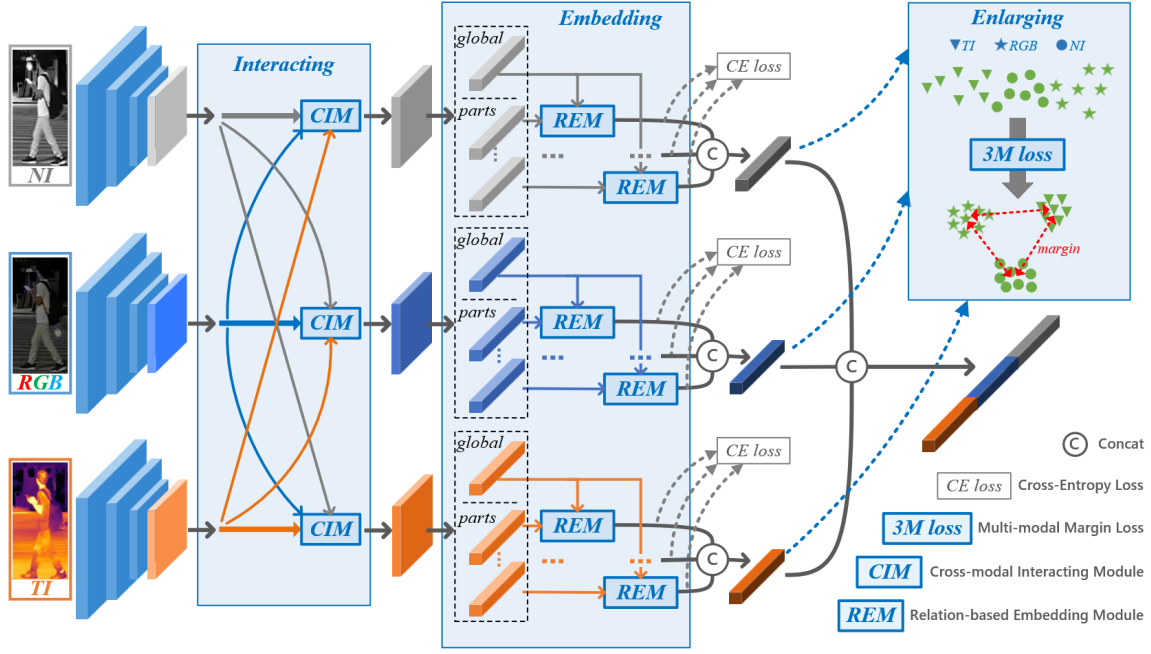 Interacting
Embedding
Enlarging
TI
RGB
NI
NI
CIM
global
parts
REM
...
...
REM
CE loss
C
3M loss
margin
RGB
CIM
global
parts
REM
...
...
REM
CE loss
C
C
TI
CIM
global
parts
REM
...
...
REM
CE loss
C
C Concat
CE loss Cross-Entropy Loss
3M loss Multi-modal Margin Loss
CIM Cross-modal Interacting Module
REM Relation-based Embedding Module